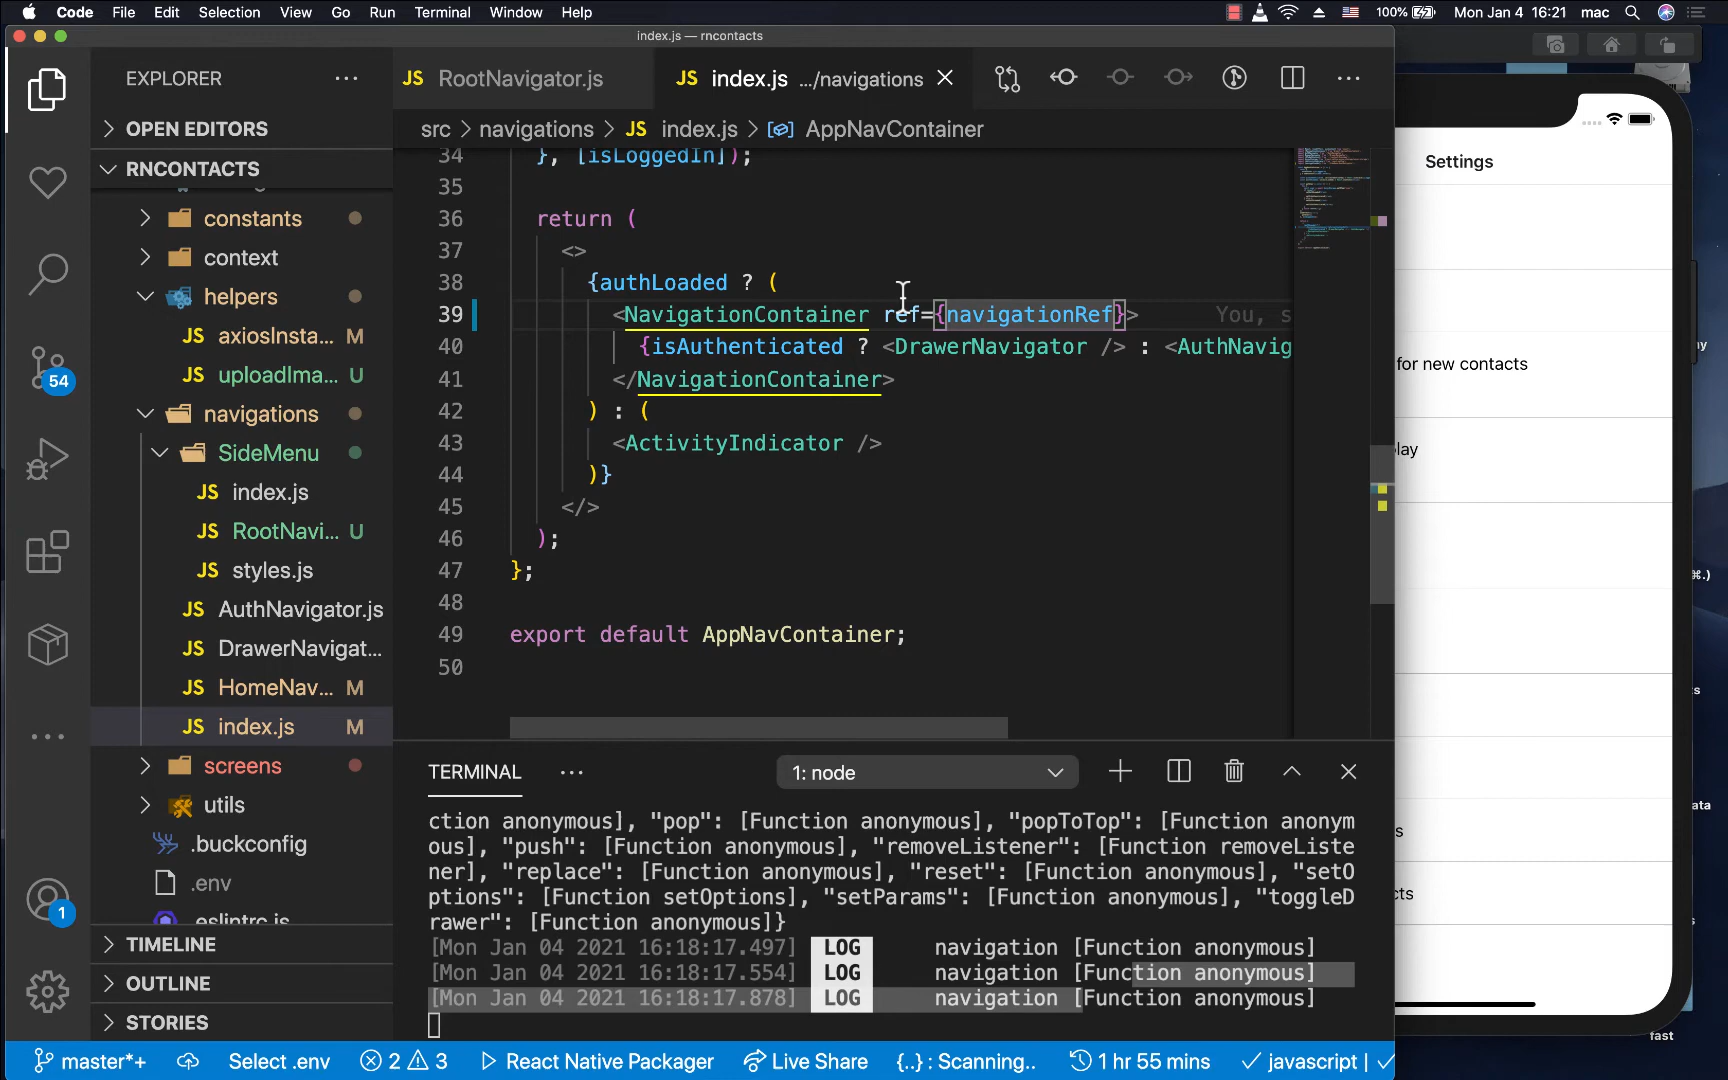 Code File Edit Selection View Go Run Terminal Window Help 100% Mon Jan 4 16:21 mac
index.js — rncontacts
EXPLORER
JS RootNavigator.js
JS index.js .../navigations
src > navigations > JS index.js > AppNavContainer
OPEN EDITORS
RNCONTACTS
constants
context
helpers
JS axiosInsta... M
JS uploadIma... U
navigations
SideMenu
JS index.js
JS RootNavi... U
JS styles.js
JS AuthNavigator.js
JS DrawerNavigat...
JS HomeNav... M
JS index.js M
screens
utils
.buckconfig
.env
.eslintrc.js
TIMELINE
OUTLINE
STORIES
54
1
34 }, [isLoggedIn]);
35
36 return (
37 <>
38 {authLoaded ? (
39 <NavigationContainer ref={navigationRef}> You, s
40 {isAuthenticated ? <DrawerNavigator /> : <AuthNavig
41 </NavigationContainer>
42 ) : (
43 <ActivityIndicator />
44 )}
45 </>
46 );
47 };
48
49 export default AppNavContainer;
50
TERMINAL
1: node
ction anonymous], "pop": [Function anonymous], "popToTop": [Function anonym
ous], "push": [Function anonymous], "removeListener": [Function removeListe
ner], "replace": [Function anonymous], "reset": [Function anonymous], "setO
ptions": [Function setOptions], "setParams": [Function anonymous], "toggleD
rawer": [Function anonymous]}
[Mon Jan 04 2021 16:18:17.497] LOG navigation [Function anonymous]
[Mon Jan 04 2021 16:18:17.554] LOG navigation [Function anonymous]
[Mon Jan 04 2021 16:18:17.878] LOG navigation [Function anonymous]
master*+ Select .env 2 3 React Native Packager Live Share {..} : Scanning.. 1 hr 55 mins javascript |
Settings
for new contacts
lay
s
cts
ny
⌘.)
ts
ata
s
fast